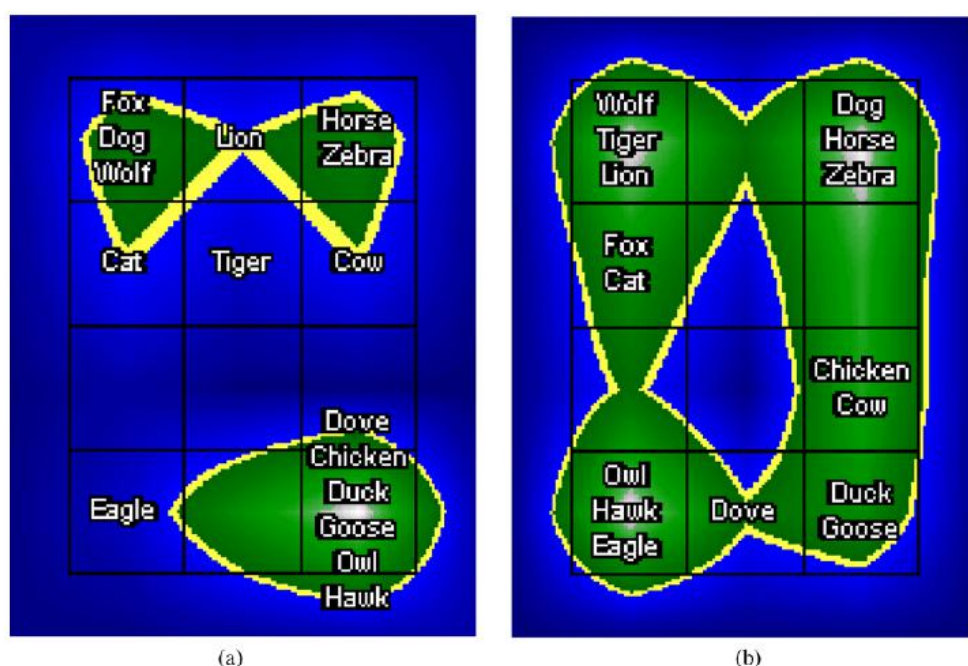 Fox
Dog
Wolf
Lion
Horse
Zebra
Cat
Tiger
Cow
Dove
Chicken
Duck
Goose
Owl
Hawk
Eagle
(a)
Wolf
Tiger
Lion
Dog
Horse
Zebra
Fox
Cat
Chicken
Cow
Owl
Hawk
Eagle
Dove
Duck
Goose
(b)